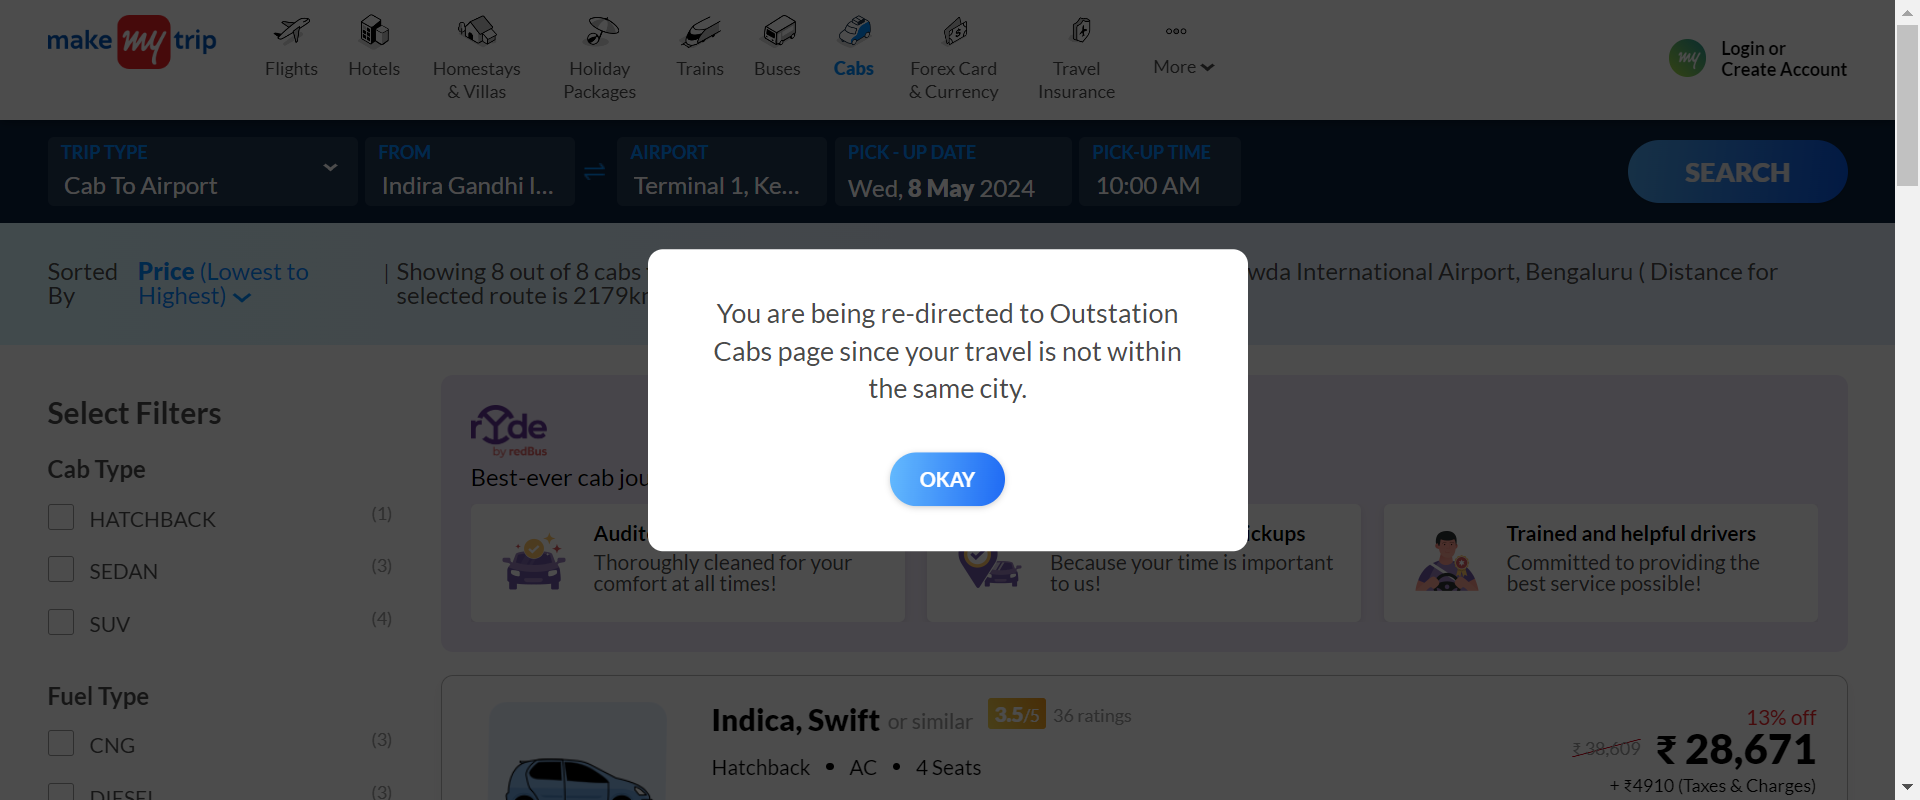 make my trip
Flights
Hotels
Homestays
& Villas
Holiday
Packages
Trains
Buses
Cabs
Forex Card
& Currency
Travel
Insurance
More
my
Login or
Create Account
TRIP TYPE
Cab To Airport
FROM
Indira Gandhi I...
AIRPORT
Terminal 1, Ke...
PICK - UP DATE
Wed, 8 May 2024
PICK-UP TIME
10:00 AM
SEARCH
Sorted
By
Price (Lowest to
Highest)
| Showing 8 out of 8 cabs
wda International Airport, Bengaluru ( Distance for
selected route is 2179k
You are being re-directed to Outstation
Cabs page since your travel is not within
the same city.
OKAY
Select Filters
Cab Type
HATCHBACK (1)
SEDAN (3)
SUV (4)
Fuel Type
CNG (3)
DIESEL (3)
ryde
by redBus
Best-ever cab jou
Audit
Thoroughly cleaned for your
comfort at all times!
ickups
Because your time is important
to us!
Trained and helpful drivers
Committed to providing the
best service possible!
Indica, Swift or similar 3.5/5 36 ratings
Hatchback • AC • 4 Seats
13% off
₹ 38,609 ₹ 28,671
+ ₹4910 (Taxes & Charges)